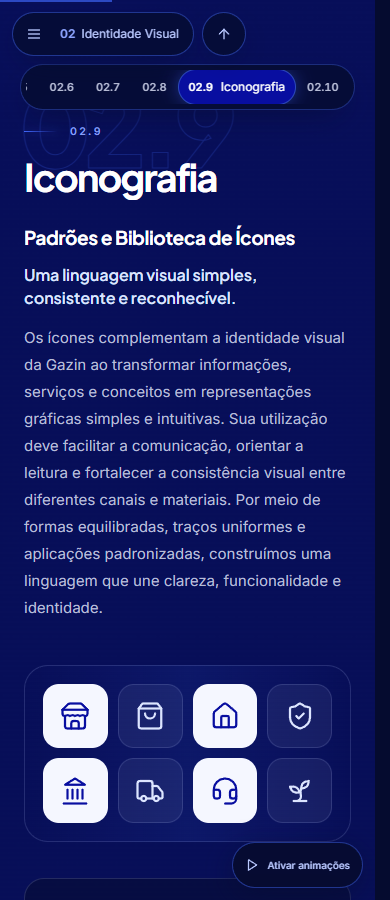 02 Identidade Visual
02.6 02.7 02.8 02.9 Iconografia 02.10
02.9
02.9
Iconografia
Padrões e Biblioteca de Ícones
Uma linguagem visual simples,
consistente e reconhecível.
Os ícones complementam a identidade visual
da Gazin ao transformar informações,
serviços e conceitos em representações
gráficas simples e intuitivas. Sua utilização
deve facilitar a comunicação, orientar a
leitura e fortalecer a consistência visual entre
diferentes canais e materiais. Por meio de
formas equilibradas, traços uniformes e
aplicações padronizadas, construímos uma
linguagem que une clareza, funcionalidade e
identidade.
Ativar animações